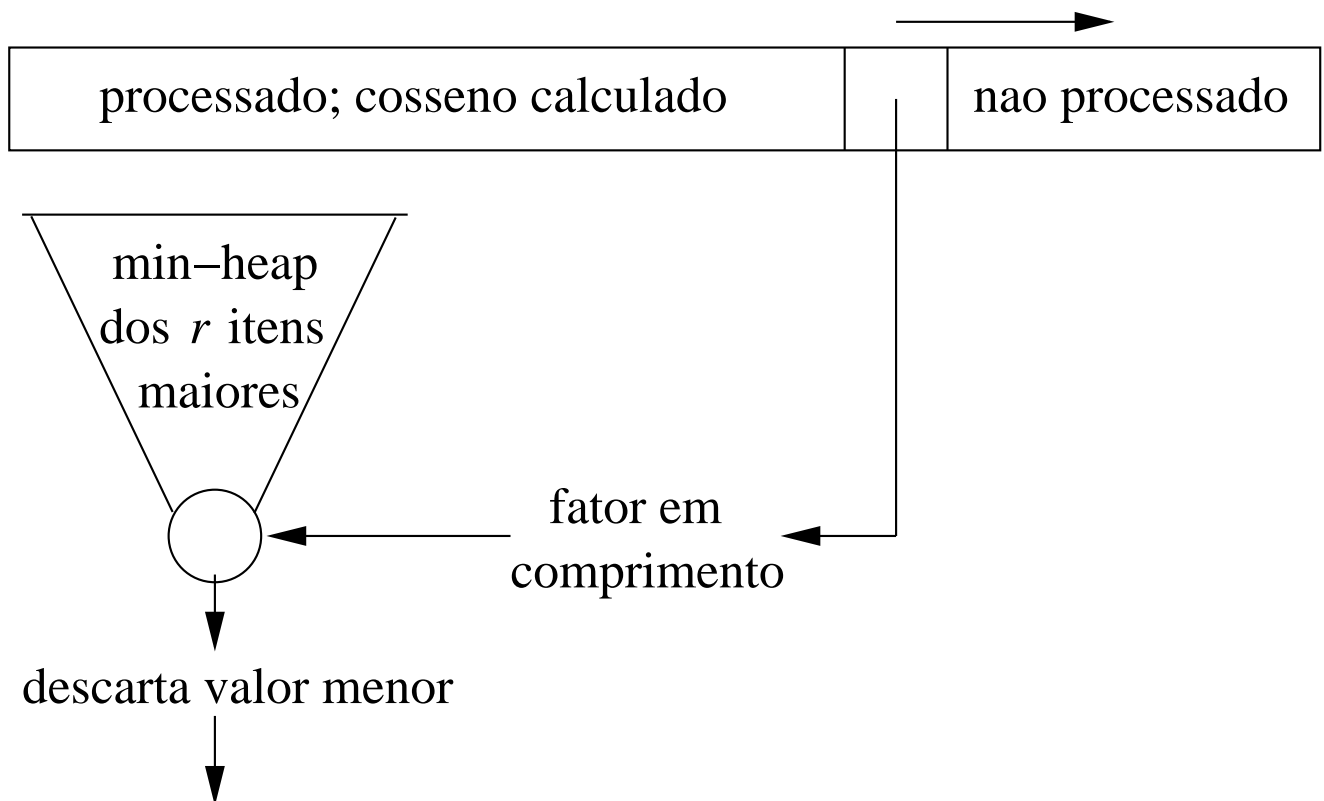 processado; cosseno calculado
nao processado
min−heap
dos r itens
maiores
fator em
comprimento
descarta valor menor